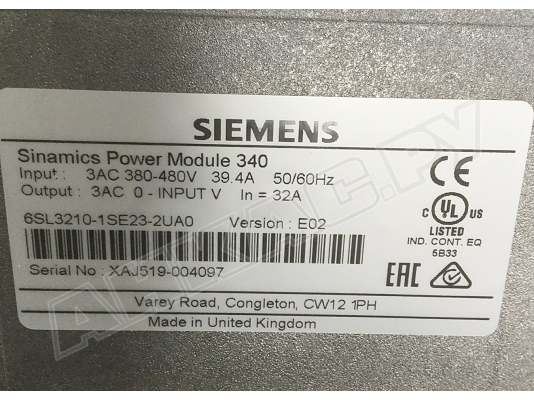 SIEMENS
Sinamics Power Module 340
Input : 3AC 380-480V 39.4A 50/60Hz
Output : 3AC 0 - INPUT V In = 32A
6SL3210-1SE23-2UA0 Version : E02
Serial No : XAJ519-004097
CE
C UL US
LISTED
IND. CONT. EQ
5B33
EAC
Varey Road, Congleton, CW12 1PH
Made in United Kingdom